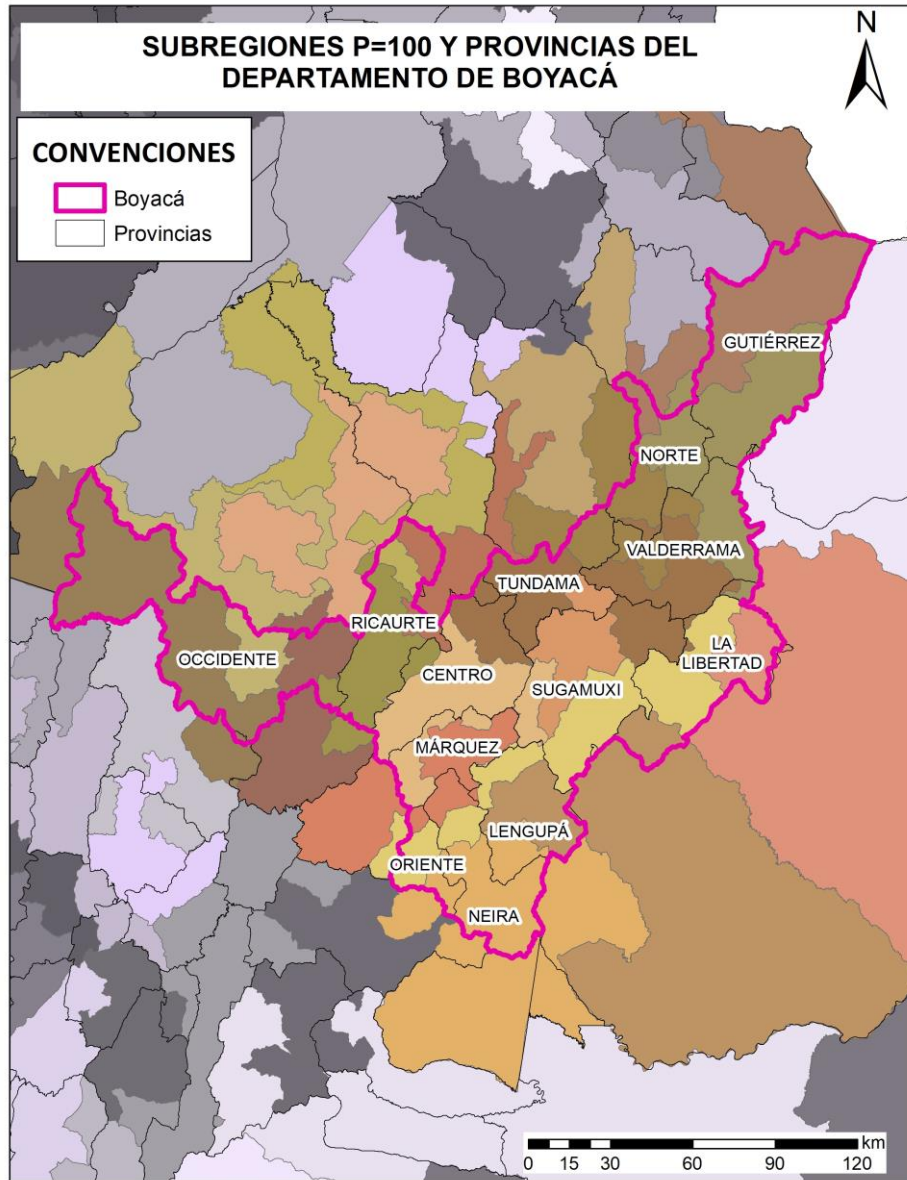 SUBREGIONES P=100 Y PROVINCIAS DEL
DEPARTAMENTO DE BOYACÁ
N
CONVENCIONES
Boyacá
Provincias
GUTIÉRREZ
NORTE
VALDERRAMA
TUNDAMA
RICAURTE
LA
LIBERTAD
OCCIDENTE
CENTRO
SUGAMUXI
MÁRQUEZ
LENGUPÁ
ORIENTE
NEIRA
km
0 15 30 60 90 120